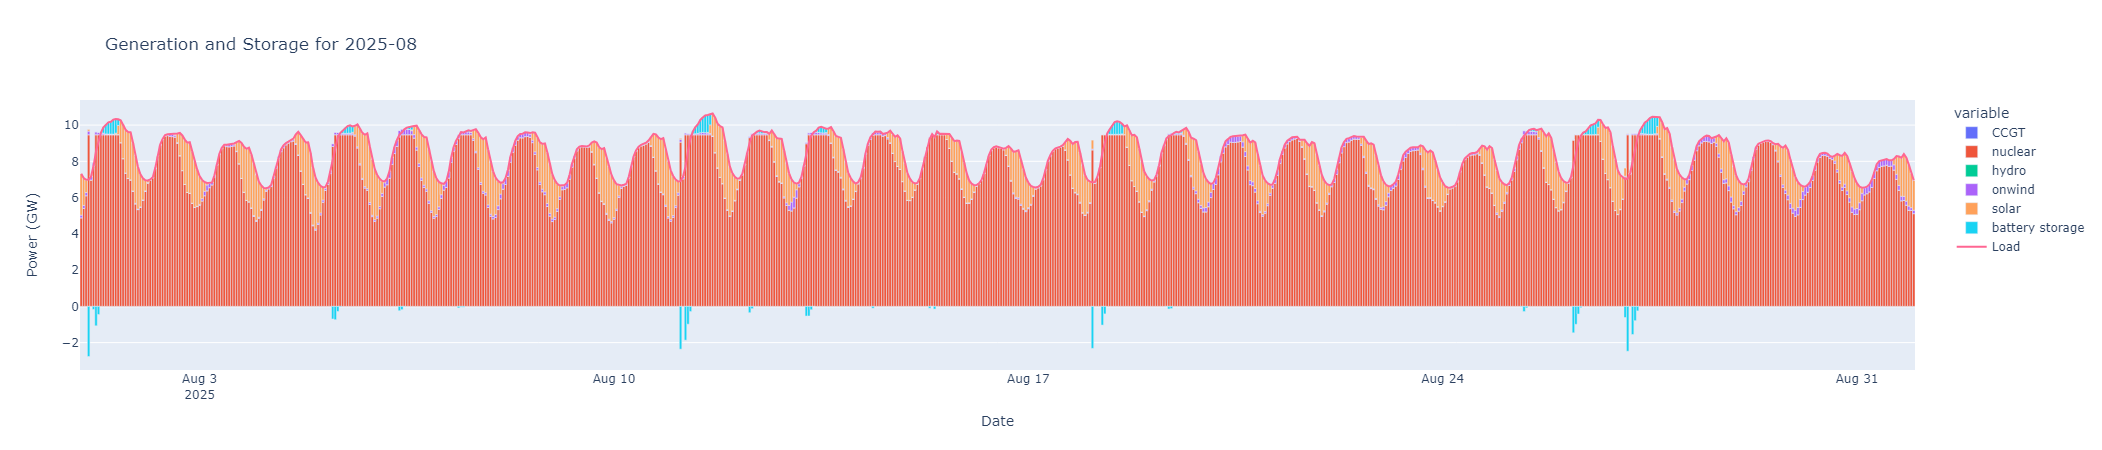 Generation and Storage for 2025-08
Power (GW)
10
8
6
4
2
0
−2
Aug 3
2025
Aug 10
Aug 17
Aug 24
Aug 31
Date
variable
CCGT
nuclear
hydro
onwind
solar
battery storage
Load